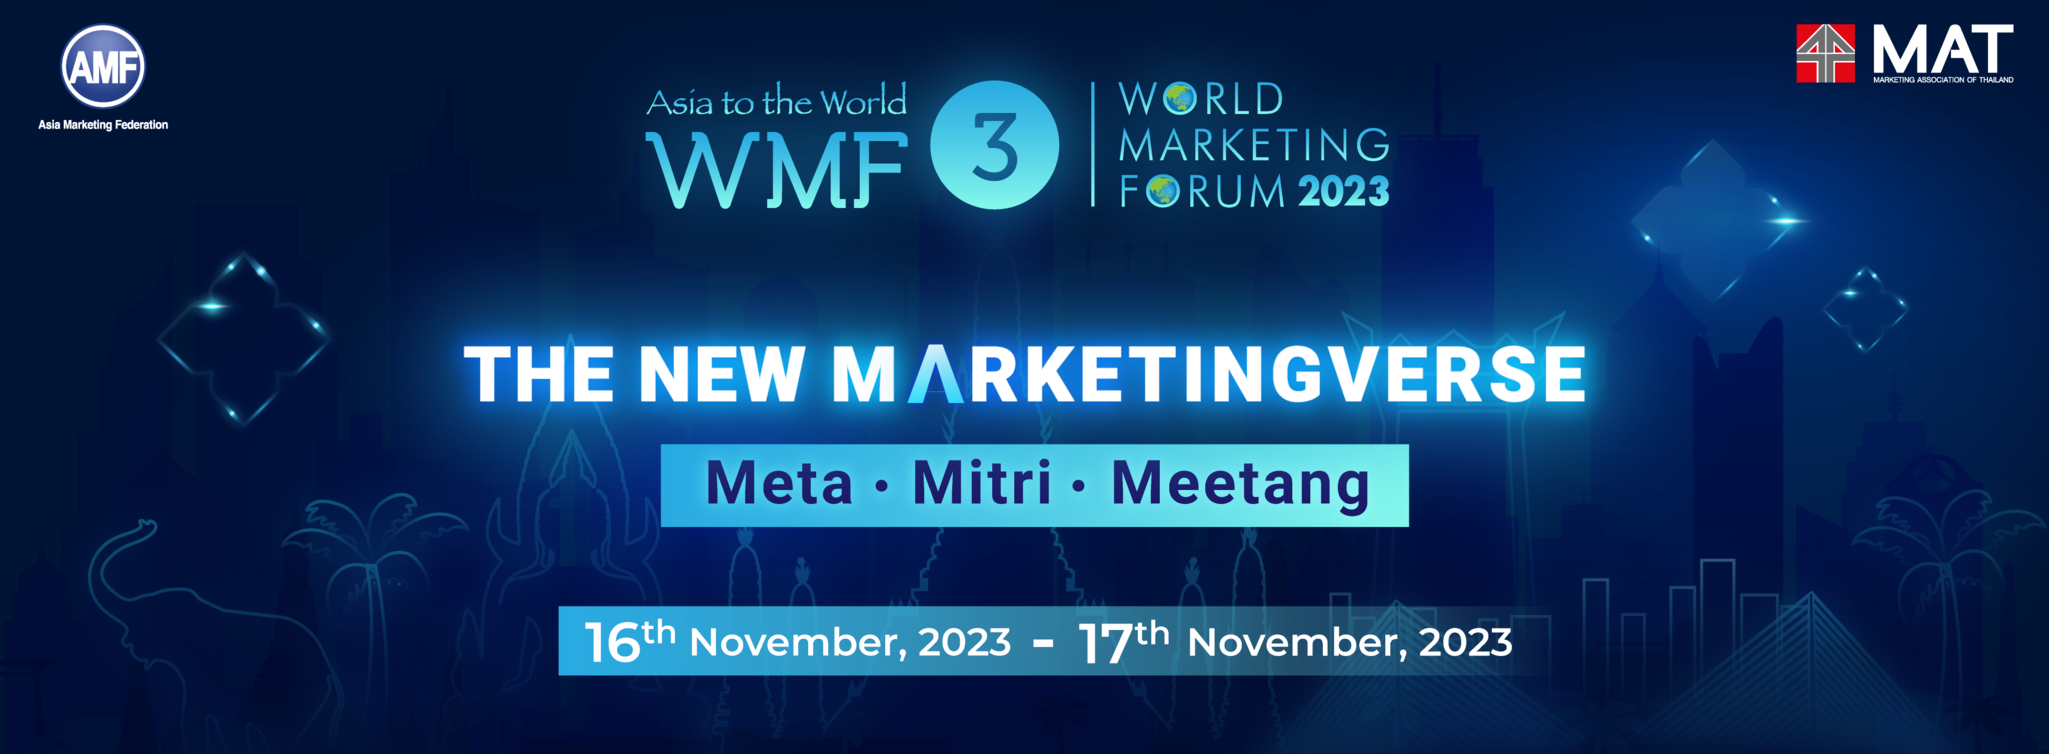 AMF
Asia Marketing Federation
MAT
MARKETING ASSOCIATION OF THAILAND
Asia to the World
WMF 3
WORLD
MARKETING
FORUM 2023
THE NEW MARKETINGVERSE
Meta • Mitri • Meetang
16th November, 2023 - 17th November, 2023